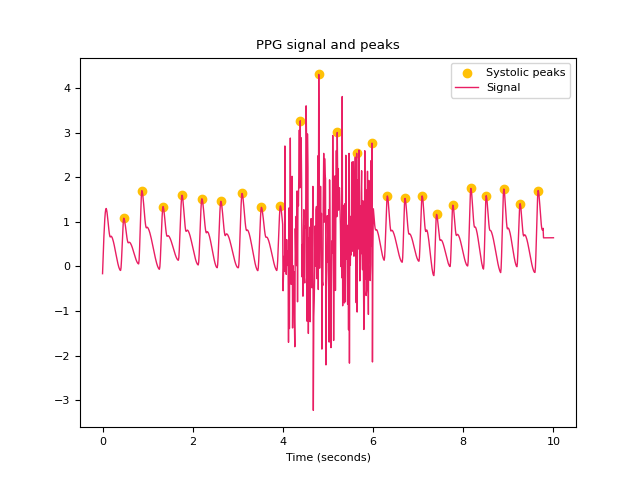 PPG signal and peaks
Systolic peaks
Signal
4
3
2
1
0
−1
−2
−3
0 2 4 6 8 10
Time (seconds)